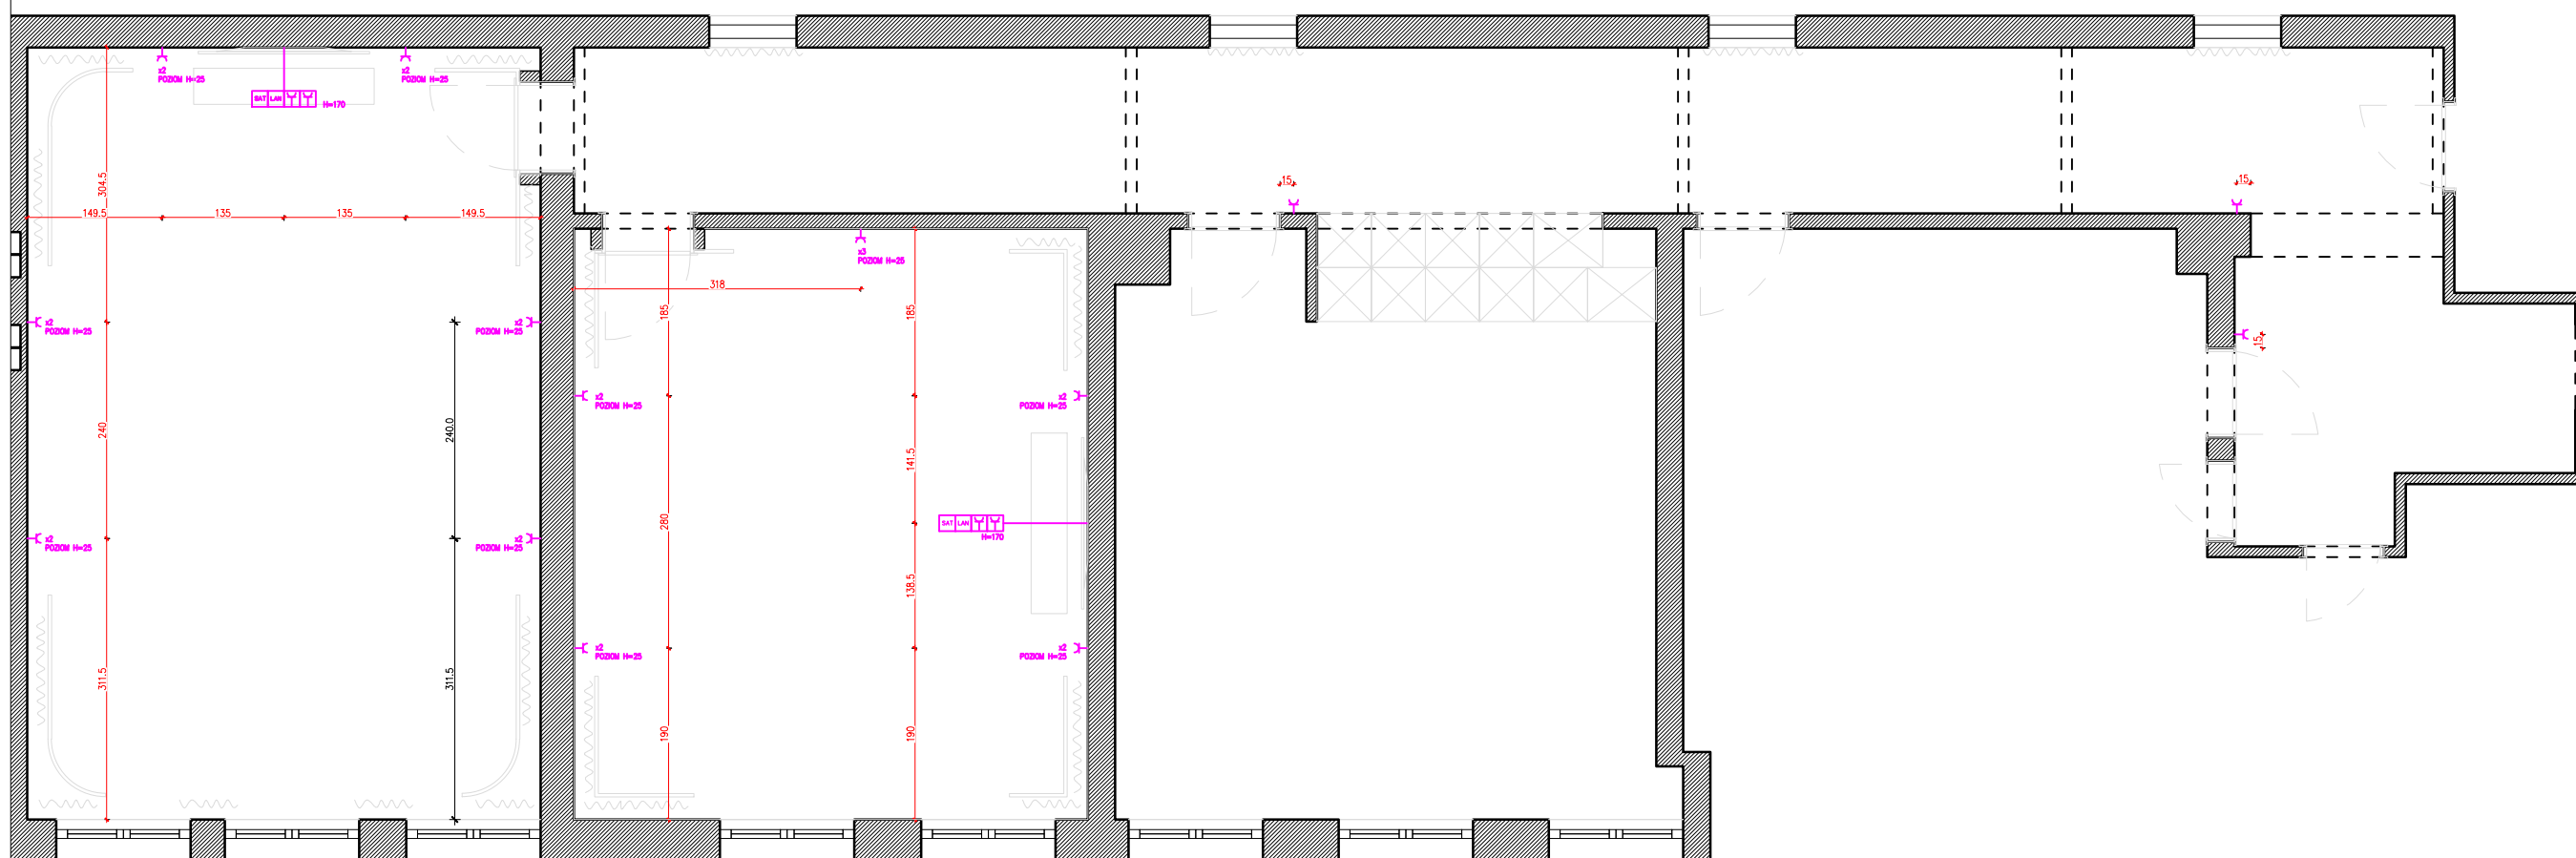 x2
POZIOM H=25
x2
POZIOM H=25
SAT LAN
H=170
304.5
149.5
135
135
149.5
15
15
x3
POZIOM H=25
318
185
185
x2
POZIOM H=25
x2
POZIOM H=25
15
x2
POZIOM H=25
x2
POZIOM H=25
240
240.0
141.5
280
SAT LAN
H=170
x2
POZIOM H=25
x2
POZIOM H=25
138.5
x2
POZIOM H=25
x2
POZIOM H=25
311.5
311.5
190
190